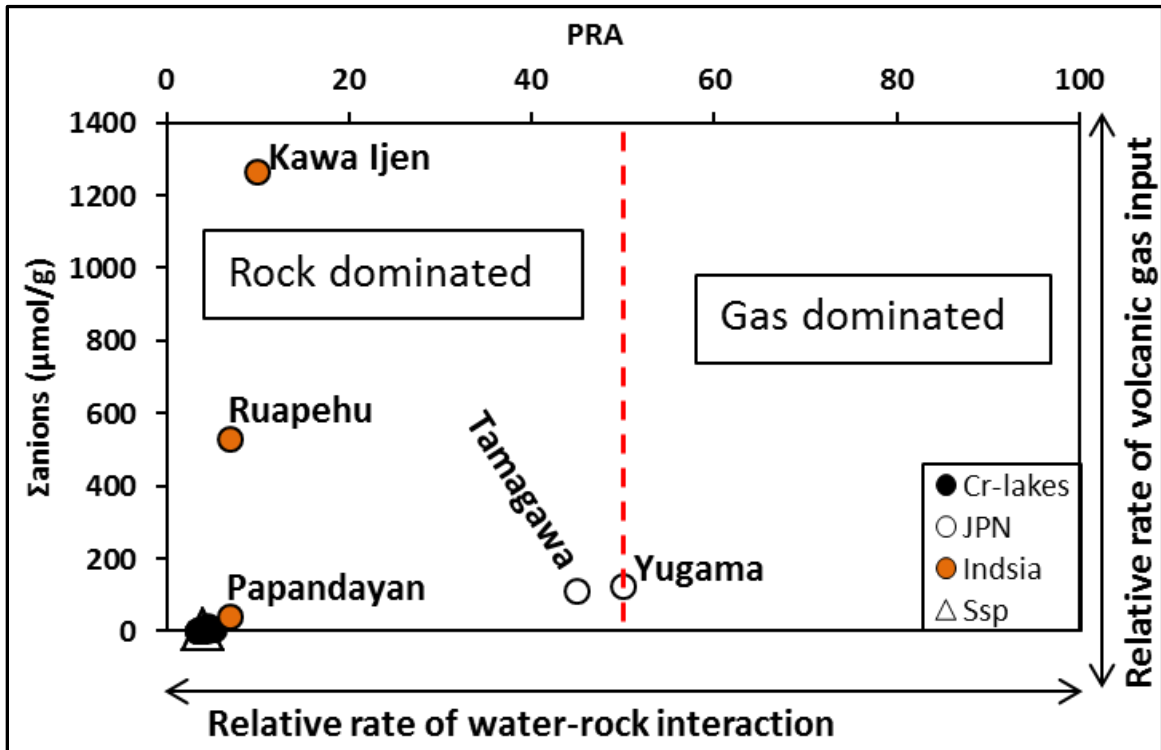 PRA
0 20 40 60 80 100
1400
1200
1000
800
600
400
200
0
Σanions (µmol/g)
Kawa Ijen
Rock dominated
Gas dominated
Ruapehu
Tamagawa
Yugama
Papandayan
Cr-lakes
JPN
Indsia
Ssp
Relative rate of volcanic gas input
Relative rate of water-rock interaction